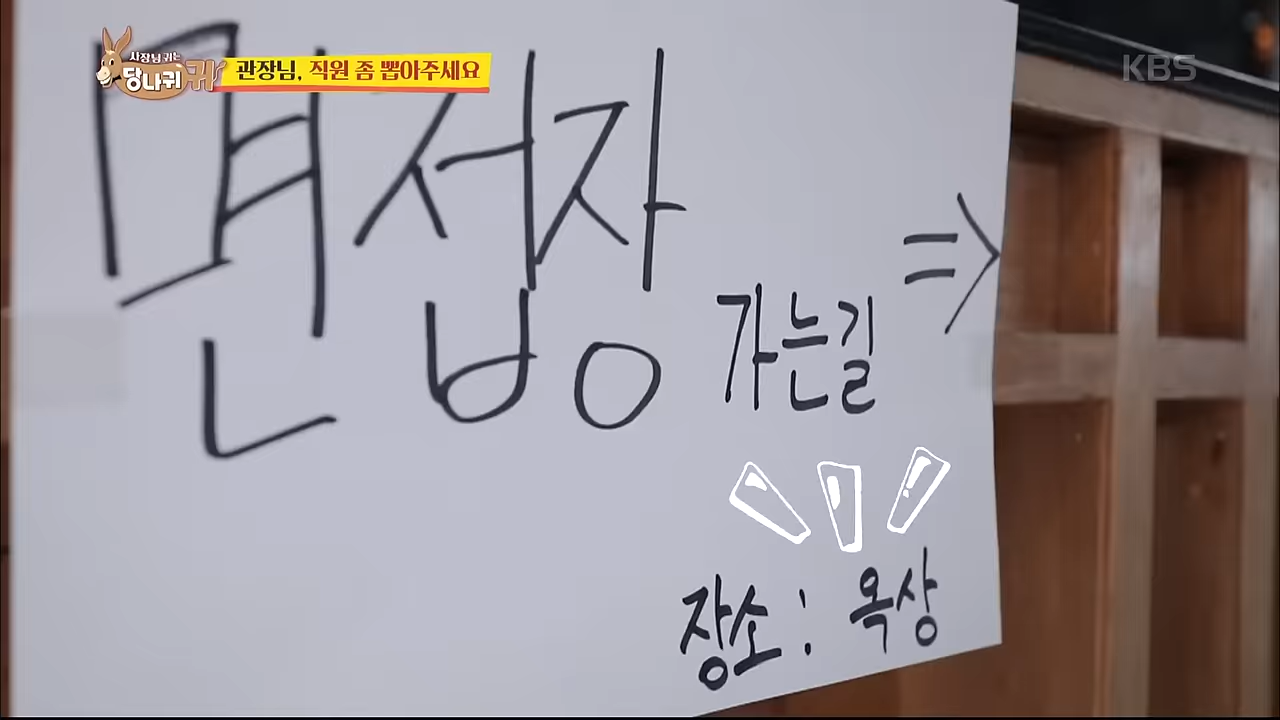 사장님 귀는
당나귀 귀
관장님, 직원 좀 뽑아주세요
KBS
면접장
가는길 =>
장소 : 옥상